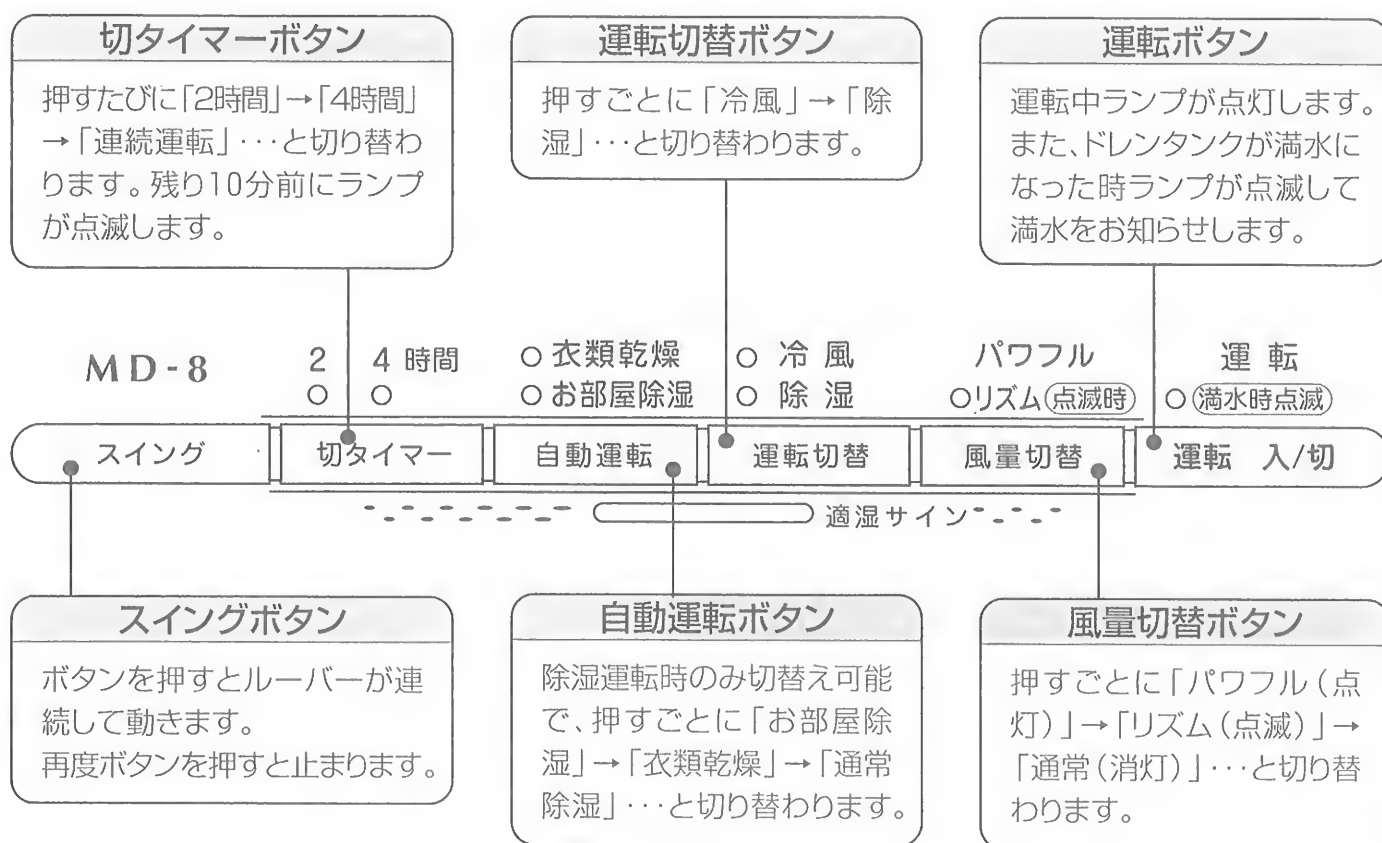 切タイマーボタン
押すたびに「2時間」→「4時間」
→「連続運転」･･･と切り替わ
ります。残り10分前にランプ
が点滅します。
運転切替ボタン
押すごとに「冷風」→「除
湿」･･･と切り替わります。
運転ボタン
運転中ランプが点灯します。
また、ドレンタンクが満水に
なった時ランプが点滅して
満水をお知らせします。
MD-8
2 4 時間
○ 衣類乾燥
○ お部屋除湿
○ 冷風
○ 除湿
パワフル
○リズム 点滅時
運転
○ 満水時点滅
スイング 切タイマー 自動運転 運転切替 風量切替 運転 入/切
適湿サイン
スイングボタン
ボタンを押すとルーバーが連
続して動きます。
再度ボタンを押すと止まります。
自動運転ボタン
除湿運転時のみ切替え可能
で、押すごとに「お部屋除
湿」→「衣類乾燥」→「通常
除湿」･･･と切り替わります。
風量切替ボタン
押すごとに「パワフル（点
灯）」→「リズム（点滅）」→
「通常（消灯）」･･･と切り替
わります。